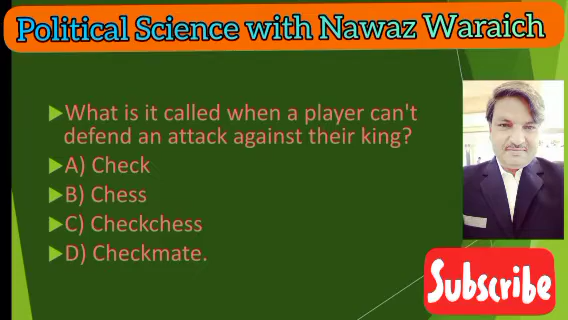 Political Science with Nawaz Waraich
What is it called when a player can't
defend an attack against their king?
A) Check
B) Chess
C) Checkchess
D) Checkmate.
Subscribe